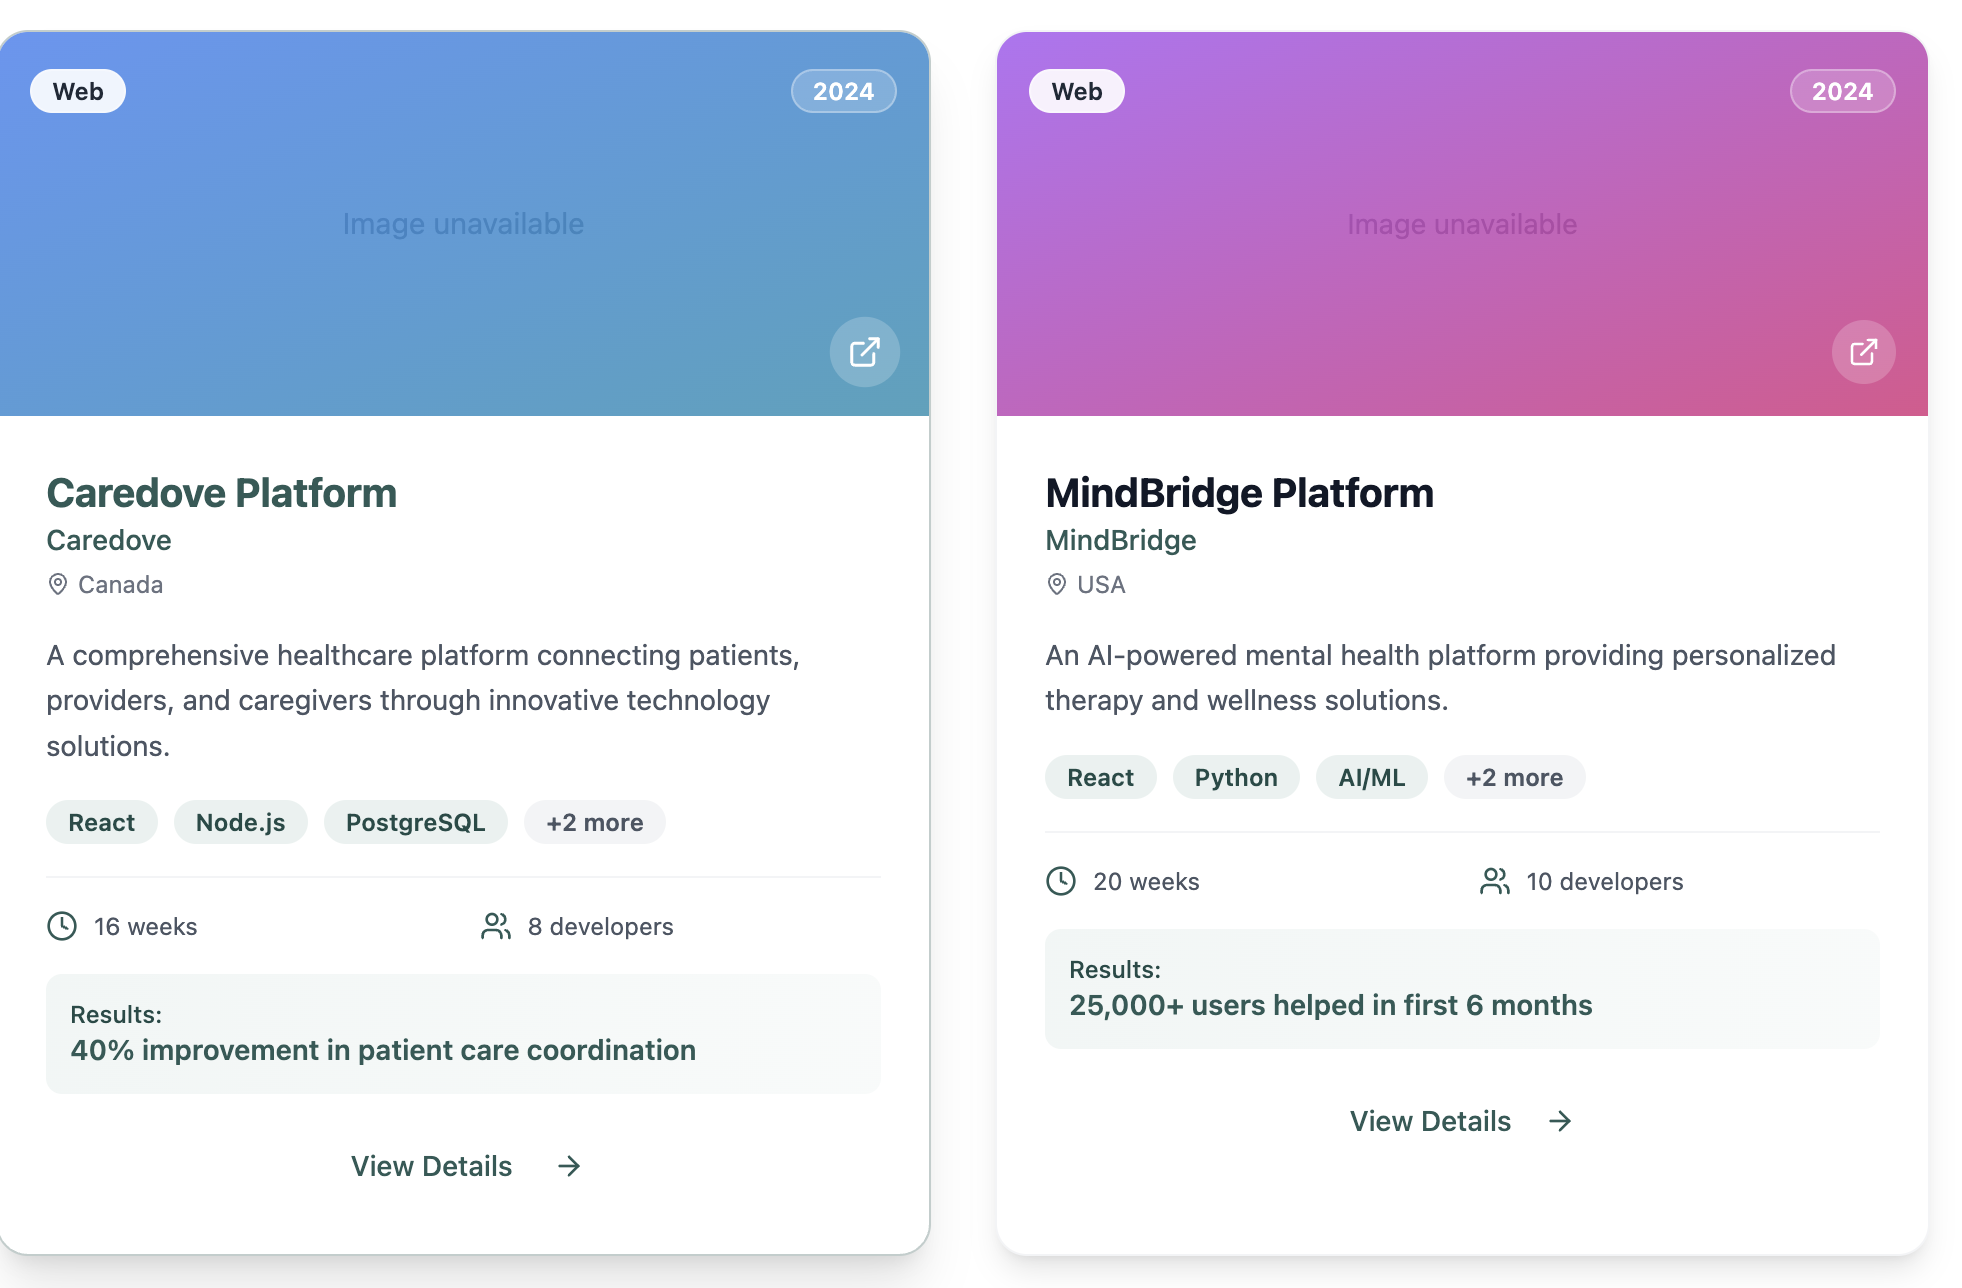 Web
2024
Image unavailable
Caredove Platform
Caredove
Canada
A comprehensive healthcare platform connecting patients,
providers, and caregivers through innovative technology
solutions.
React
Node.js
PostgreSQL
+2 more
16 weeks
8 developers
Results:
40% improvement in patient care coordination
View Details
Web
2024
Image unavailable
MindBridge Platform
MindBridge
USA
An AI-powered mental health platform providing personalized
therapy and wellness solutions.
React
Python
AI/ML
+2 more
20 weeks
10 developers
Results:
25,000+ users helped in first 6 months
View Details